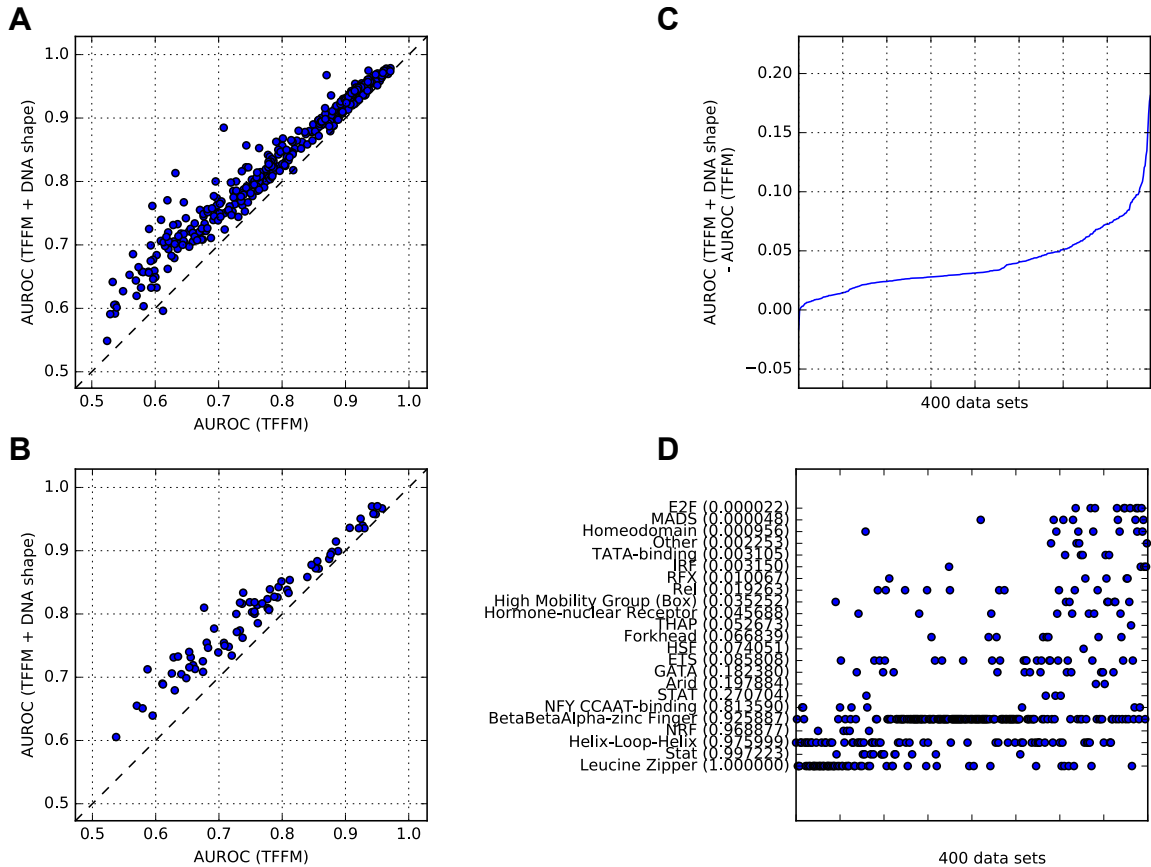 A
1.0
0.9
0.8
0.7
0.6
0.5
AUROC (TFFM + DNA shape)
0.5 0.6 0.7 0.8 0.9 1.0
AUROC (TFFM)
C
0.20
0.15
0.10
0.05
0.00
−0.05
AUROC (TFFM + DNA shape)
- AUROC (TFFM)
400 data sets
B
1.0
0.9
0.8
0.7
0.6
0.5
AUROC (TFFM + DNA shape)
0.5 0.6 0.7 0.8 0.9 1.0
AUROC (TFFM)
D
E2F (0.000022)
MADS (0.000048)
Homeodomain (0.000956)
Other (0.002253)
TATA-binding (0.003105)
IRF (0.003150)
RFX (0.010067)
Rel (0.019263)
High Mobility Group (Box) (0.035252)
Hormone-nuclear Receptor (0.045688)
THAP (0.052673)
Forkhead (0.066839)
HSF (0.074051)
ETS (0.085808)
GATA (0.182380)
Arid (0.197884)
STAT (0.270704)
NFY CCAAT-binding (0.813590)
BetaBetaAlpha-zinc Finger (0.925887)
NRF (0.968877)
Helix-Loop-Helix (0.975999)
Stat (0.997223)
Leucine Zipper (1.000000)
400 data sets